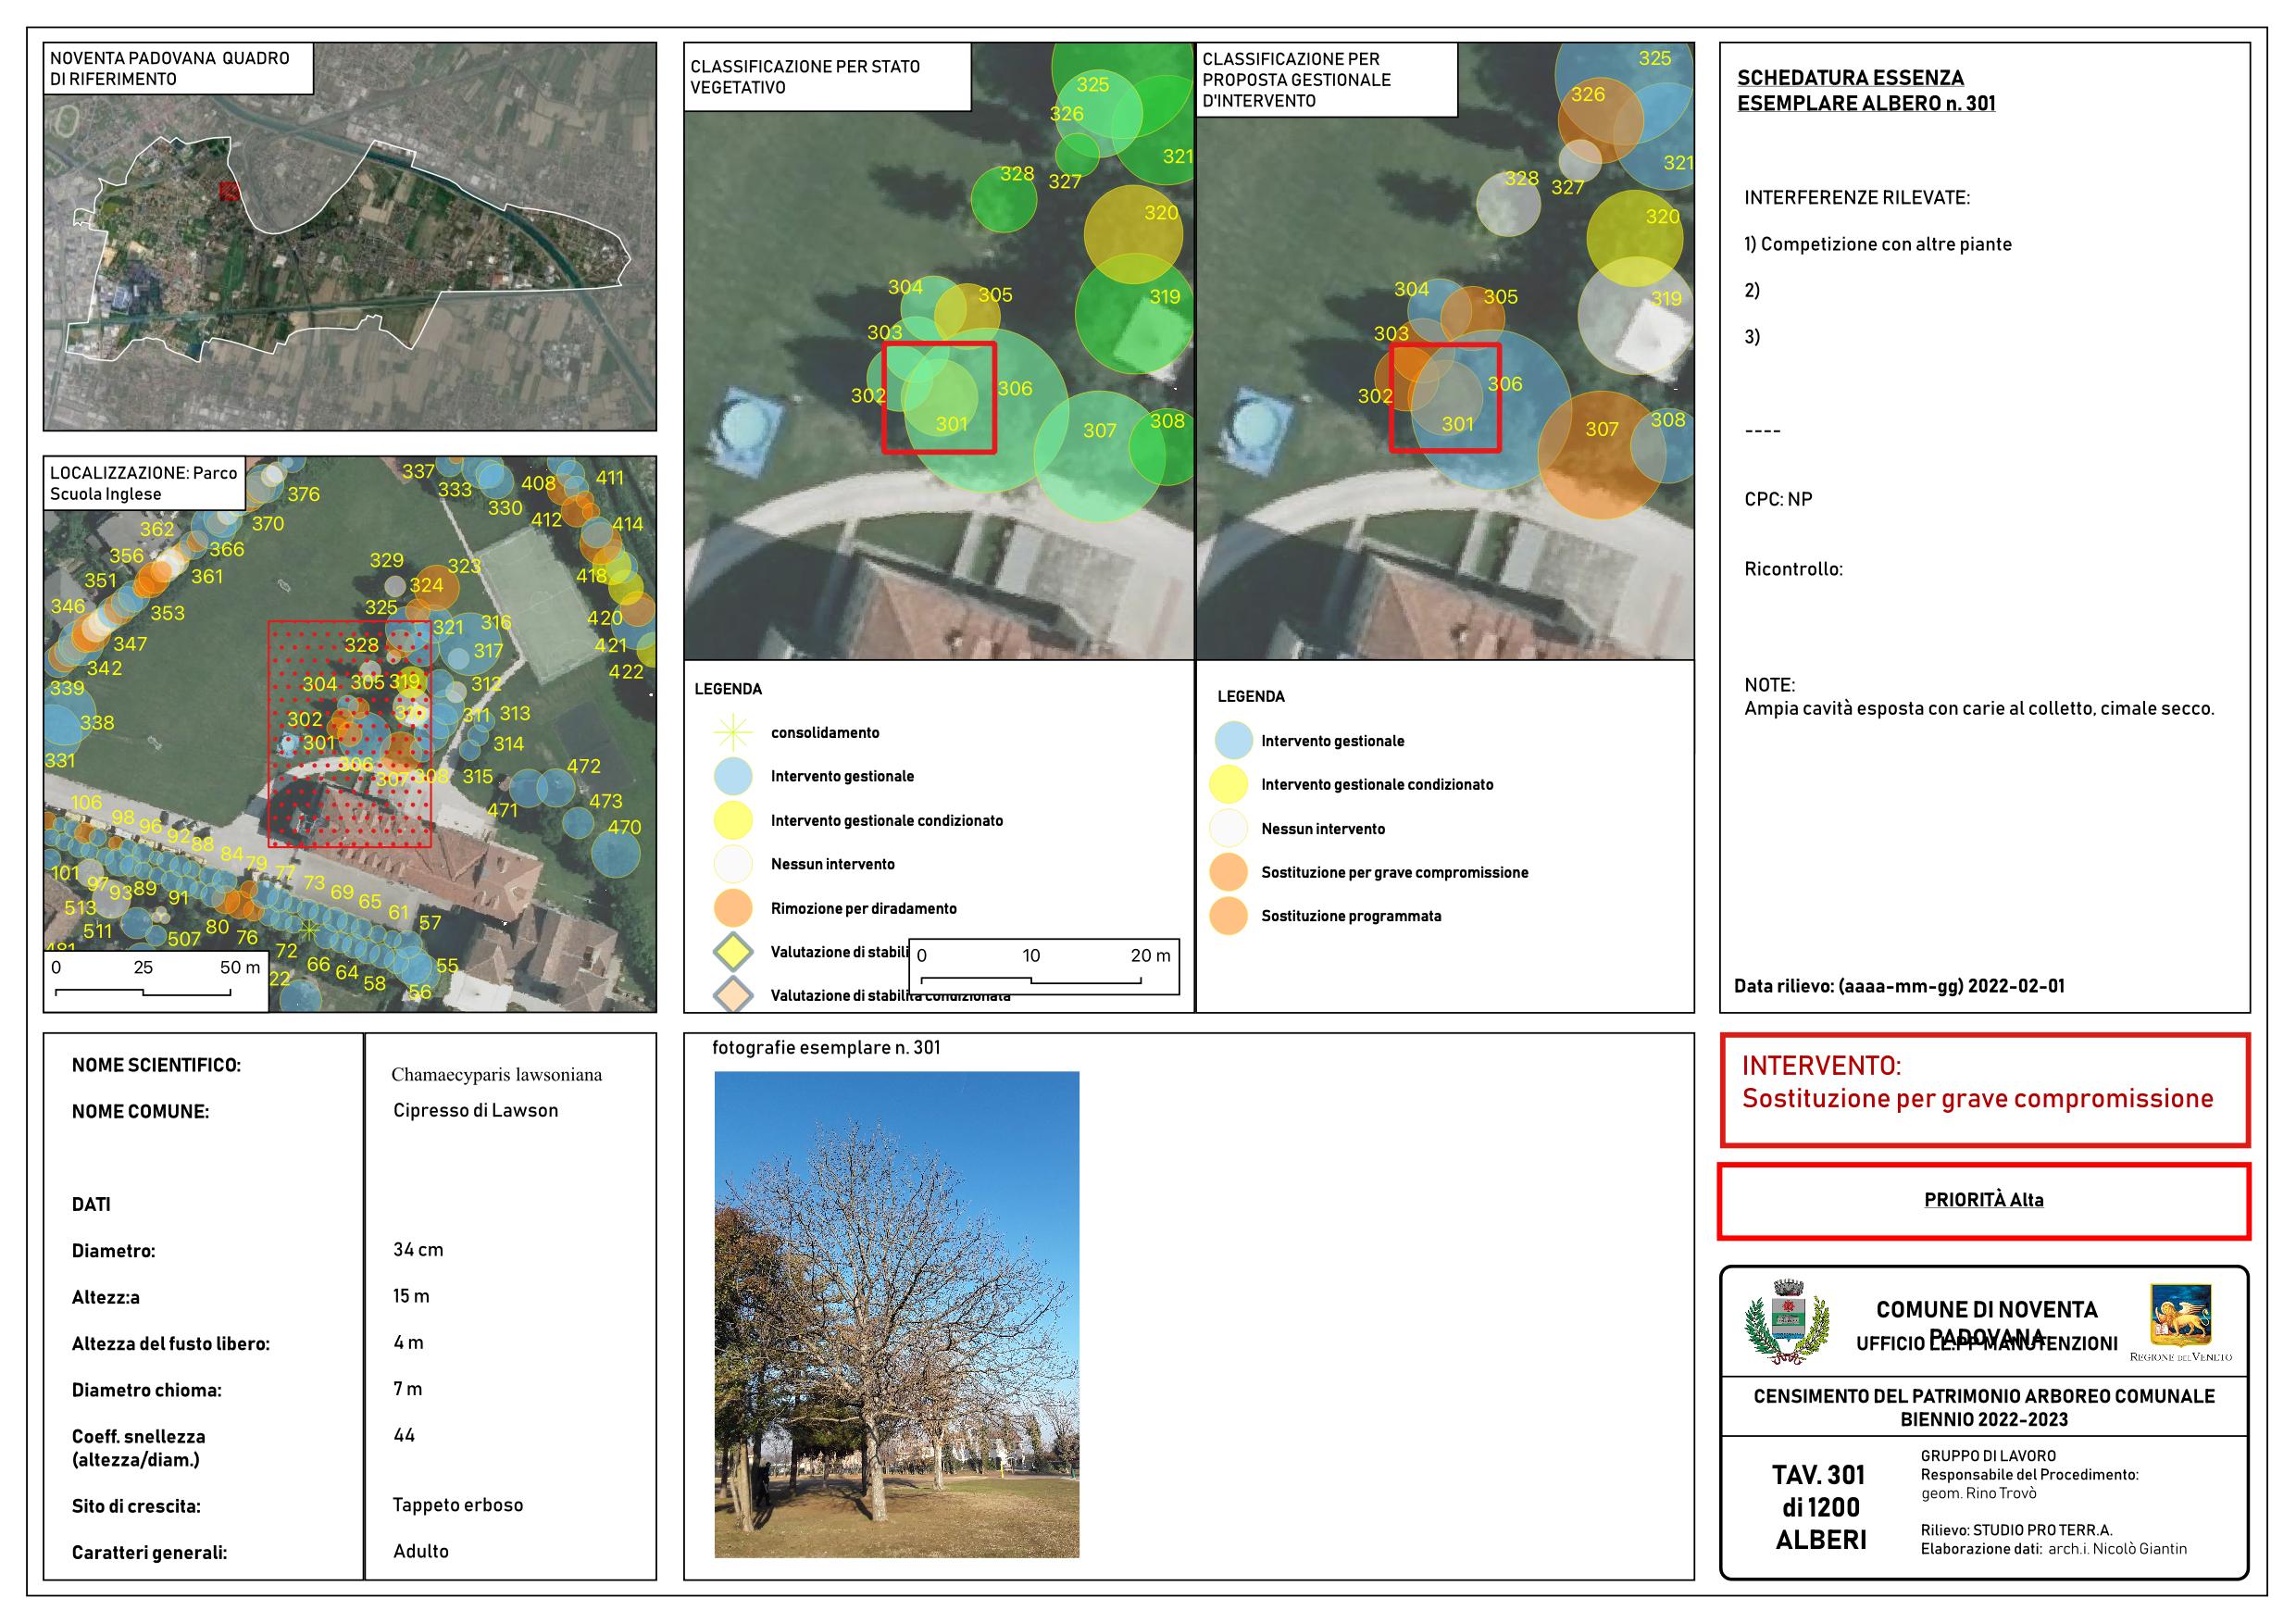 NOVENTA PADOVANA  QUADRO
DI RIFERIMENTO
LOCALIZZAZIONE: Parco
Scuola Inglese
376
370
362
366
356
361
351
353
346
347
342
339
338
331
337
333
330
408
411
412
414
418
420
421
422
329
323
324
325
321
316
328
317
304
305
319
312
302
311
313
301
314
306
307
308
315
472
471
473
470
106
98
96
92
88
84
79
77
73
69
65
61
57
101
97
93
89
91
513
511
507
80
76
72
66
64
58
55
56
481
22
0
25
50 m
CLASSIFICAZIONE PER STATO
VEGETATIVO
325
326
321
328
327
320
304
305
319
303
302
306
301
307
308
CLASSIFICAZIONE PER
PROPOSTA GESTIONALE
D'INTERVENTO
325
326
321
328
327
320
304
305
319
303
302
306
301
307
308
LEGENDA
consolidamento
Intervento gestionale
Intervento gestionale condizionato
Nessun intervento
Rimozione per diradamento
Valutazione di stabili
Valutazione di stabilità condizionata
0
10
20 m
LEGENDA
Intervento gestionale
Intervento gestionale condizionato
Nessun intervento
Sostituzione per grave compromissione
Sostituzione programmata
SCHEDATURA ESSENZA
ESEMPLARE ALBERO n. 301
INTERFERENZE RILEVATE:
1) Competizione con altre piante
2)
3)
----
CPC: NP
Ricontrollo:
NOTE:
Ampia cavità esposta con carie al colletto, cimale secco.
Data rilievo: (aaaa-mm-gg) 2022-02-01
NOME SCIENTIFICO:
Chamaecyparis lawsoniana
NOME COMUNE:
Cipresso di Lawson
DATI
Diametro:
34 cm
Altezz:a
15 m
Altezza del fusto libero:
4 m
Diametro chioma:
7 m
Coeff. snellezza
(altezza/diam.)
44
Sito di crescita:
Tappeto erboso
Caratteri generali:
Adulto
fotografie esemplare n. 301
INTERVENTO:
Sostituzione per grave compromissione
PRIORITÀ Alta
COMUNE DI NOVENTA
PADOVANA
UFFICIO LL.PP MANUTENZIONI
REGIONE DEL VENETO
CENSIMENTO DEL PATRIMONIO ARBOREO COMUNALE
BIENNIO 2022-2023
TAV. 301
di 1200
ALBERI
GRUPPO DI LAVORO
Responsabile del Procedimento:
geom. Rino Trovò
Rilievo: STUDIO PRO TERR.A.
Elaborazione dati: arch.i. Nicolò Giantin